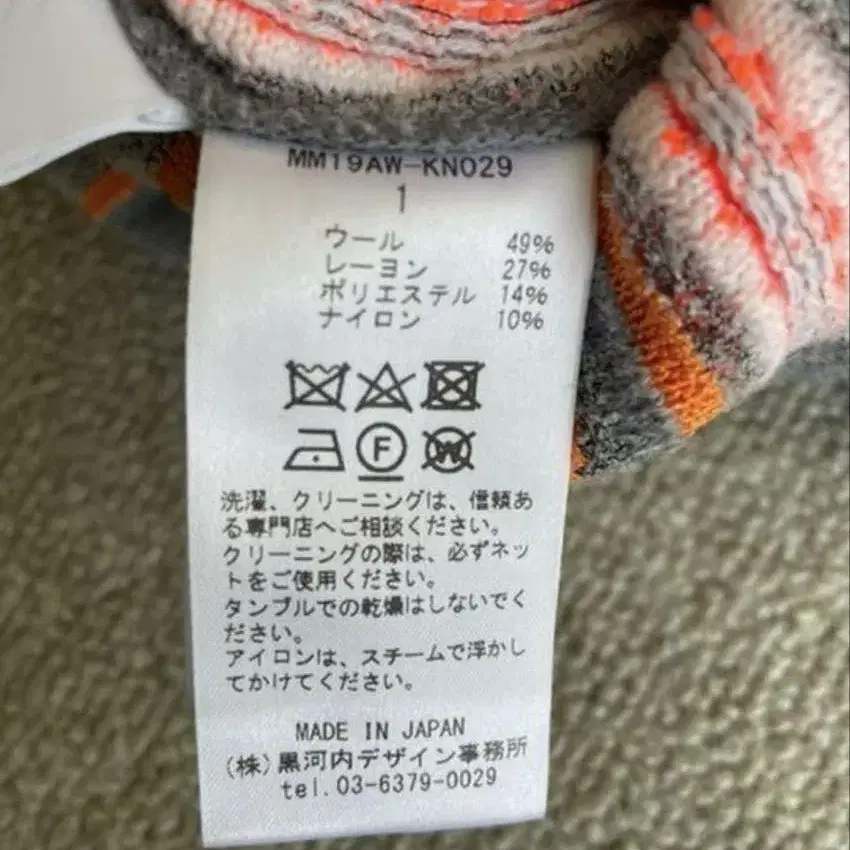 MM19AW-KN029
1
ウール 49%
レーヨン 27%
ポリエステル 14%
ナイロン 10%
F W
洗濯、クリーニングは、信頼あ
る専門店へご相談ください。
クリーニングの際は、必ずネッ
トをご使用ください。
タンブルでの乾燥はしないでく
ださい。
アイロンは、スチームで浮かし
てかけてください。
MADE IN JAPAN
(株)黒河内デザイン事務所
tel.03-6379-0029